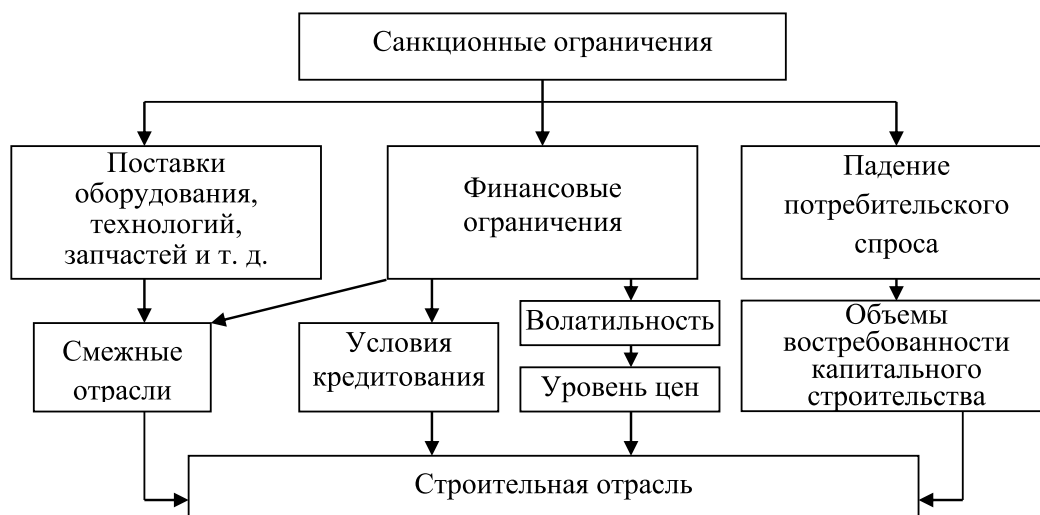 Санкционные ограничения
Поставки
оборудования,
технологий,
запчастей и т. д.
Финансовые
ограничения
Падение
потребительского
спроса
Смежные
отрасли
Условия
кредитования
Волатильность
Уровень цен
Объемы
востребованности
капитального
строительства
Строительная отрасль